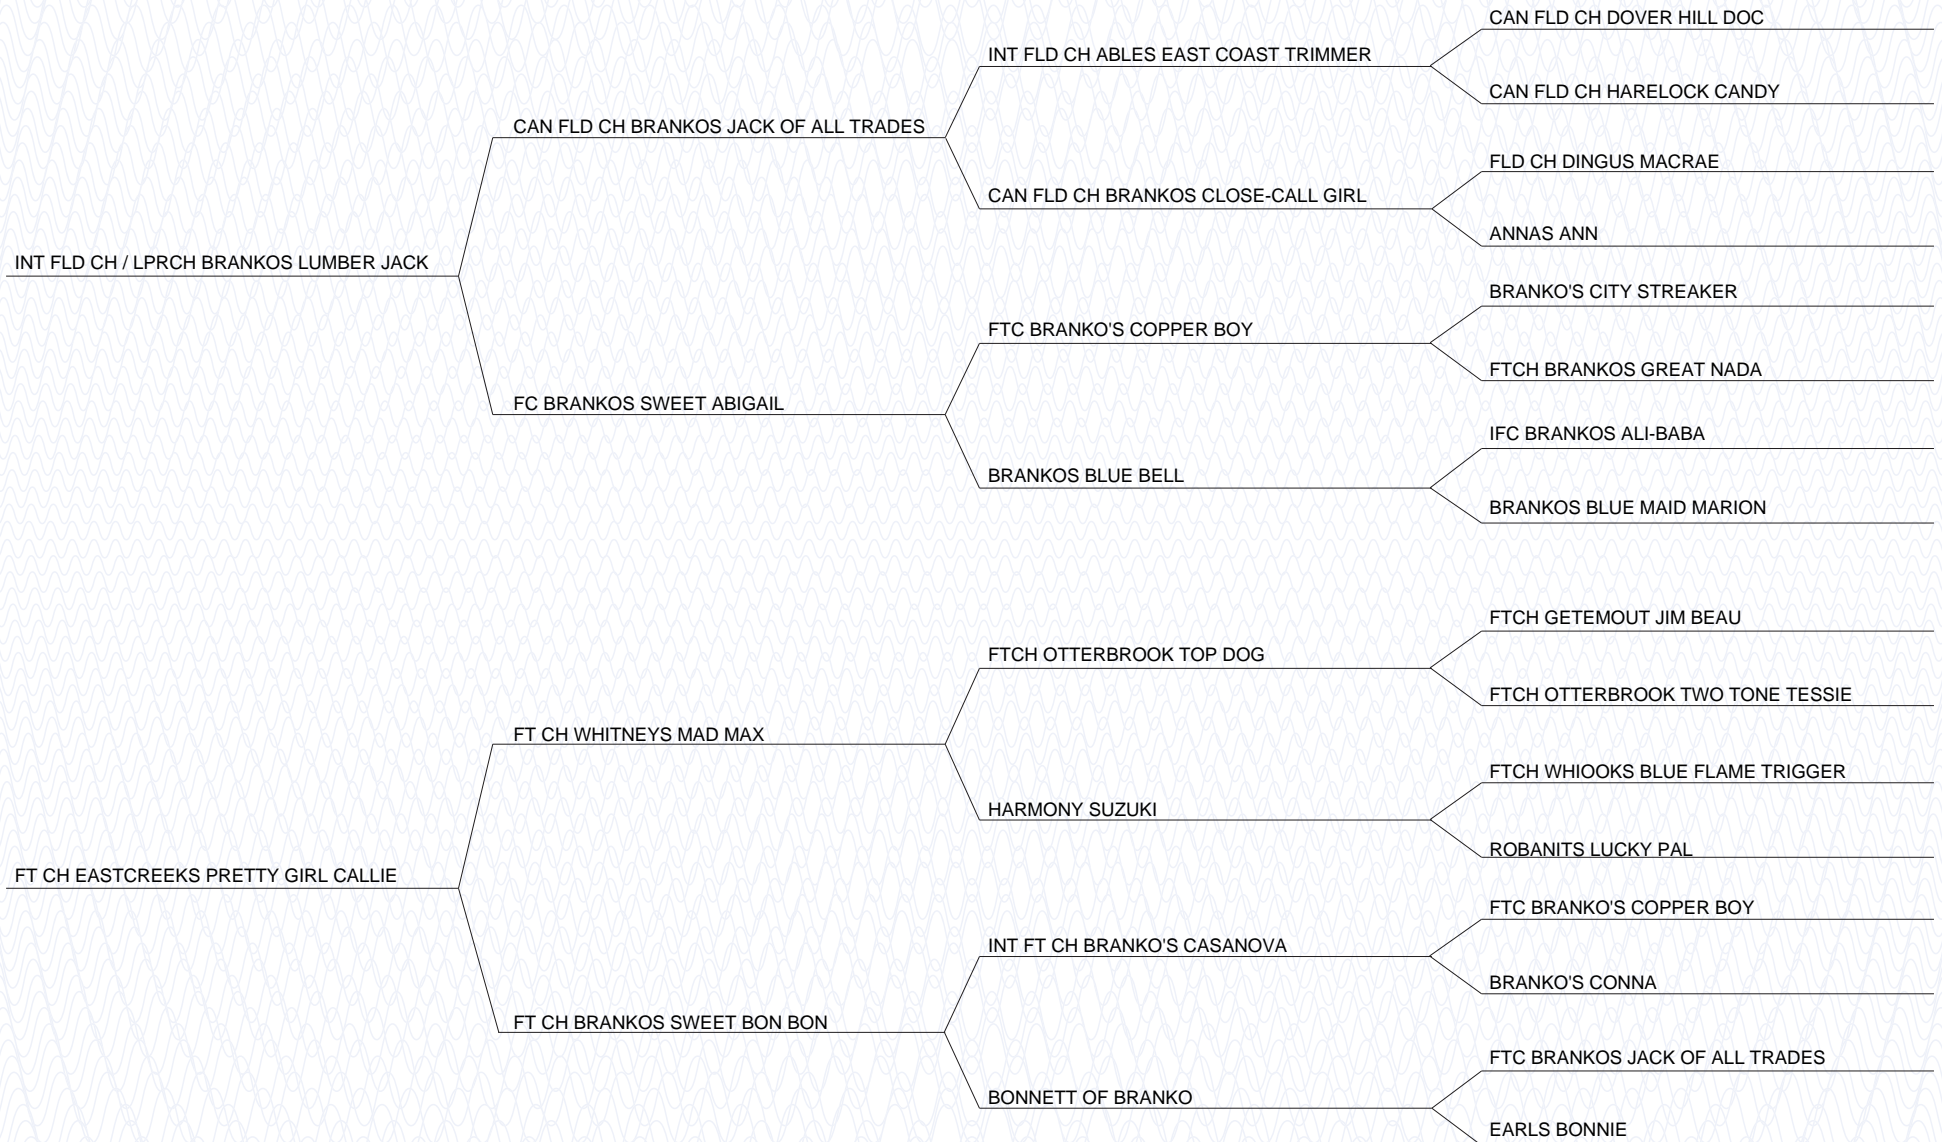 CAN FLD CH DOVER HILL DOC
INT FLD CH ABLES EAST COAST TRIMMER
CAN FLD CH HARELOCK CANDY
CAN FLD CH BRANKOS JACK OF ALL TRADES
FLD CH DINGUS MACRAE
CAN FLD CH BRANKOS CLOSE-CALL GIRL
ANNAS ANN
INT FLD CH / LPRCH BRANKOS LUMBER JACK
BRANKO'S CITY STREAKER
FTC BRANKO'S COPPER BOY
FTCH BRANKOS GREAT NADA
FC BRANKOS SWEET ABIGAIL
IFC BRANKOS ALI-BABA
BRANKOS BLUE BELL
BRANKOS BLUE MAID MARION
FTCH GETEMOUT JIM BEAU
FTCH OTTERBROOK TOP DOG
FTCH OTTERBROOK TWO TONE TESSIE
FT CH WHITNEYS MAD MAX
FTCH WHIOOKS BLUE FLAME TRIGGER
HARMONY SUZUKI
ROBANITS LUCKY PAL
FT CH EASTCREEKS PRETTY GIRL CALLIE
FTC BRANKO'S COPPER BOY
INT FT CH BRANKO'S CASANOVA
BRANKO'S CONNA
FT CH BRANKOS SWEET BON BON
FTC BRANKOS JACK OF ALL TRADES
BONNETT OF BRANKO
EARLS BONNIE